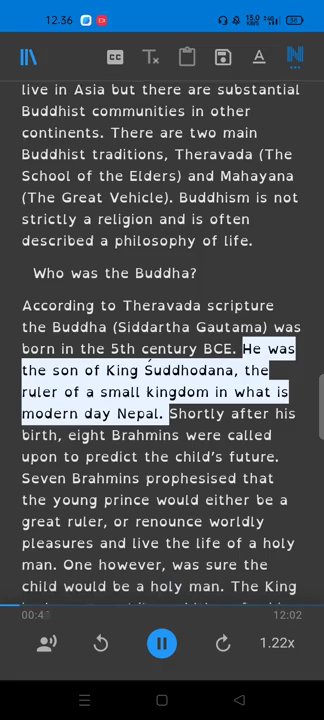 12.36
live in Asia but there are substantial
Buddhist communities in other
continents. There are two main
Buddhist traditions, Theravada (The
School of the Elders) and Mahayana
(The Great Vehicle). Buddhism is not
strictly a religion and is often
described a philosophy of life.
Who was the Buddha?
According to Theravada scripture
the Buddha (Siddartha Gautama) was
born in the 5th century BCE. He was
the son of King Śuddhodana, the
ruler of a small kingdom in what is
modern day Nepal. Shortly after his
birth, eight Brahmins were called
upon to predict the child's future.
Seven Brahmins prophesised that
the young prince would either be a
great ruler, or renounce worldly
pleasures and live the life of a holy
man. One however, was sure the
child would be a holy man. The King
12:02
1.22x